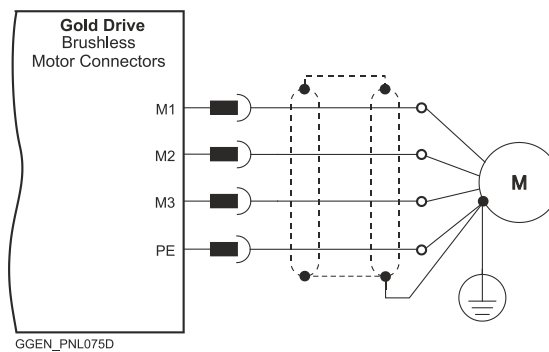 Gold Drive
Brushless
Motor Connectors
M1
M2
M3
PE
M
GGEN_PNL075D